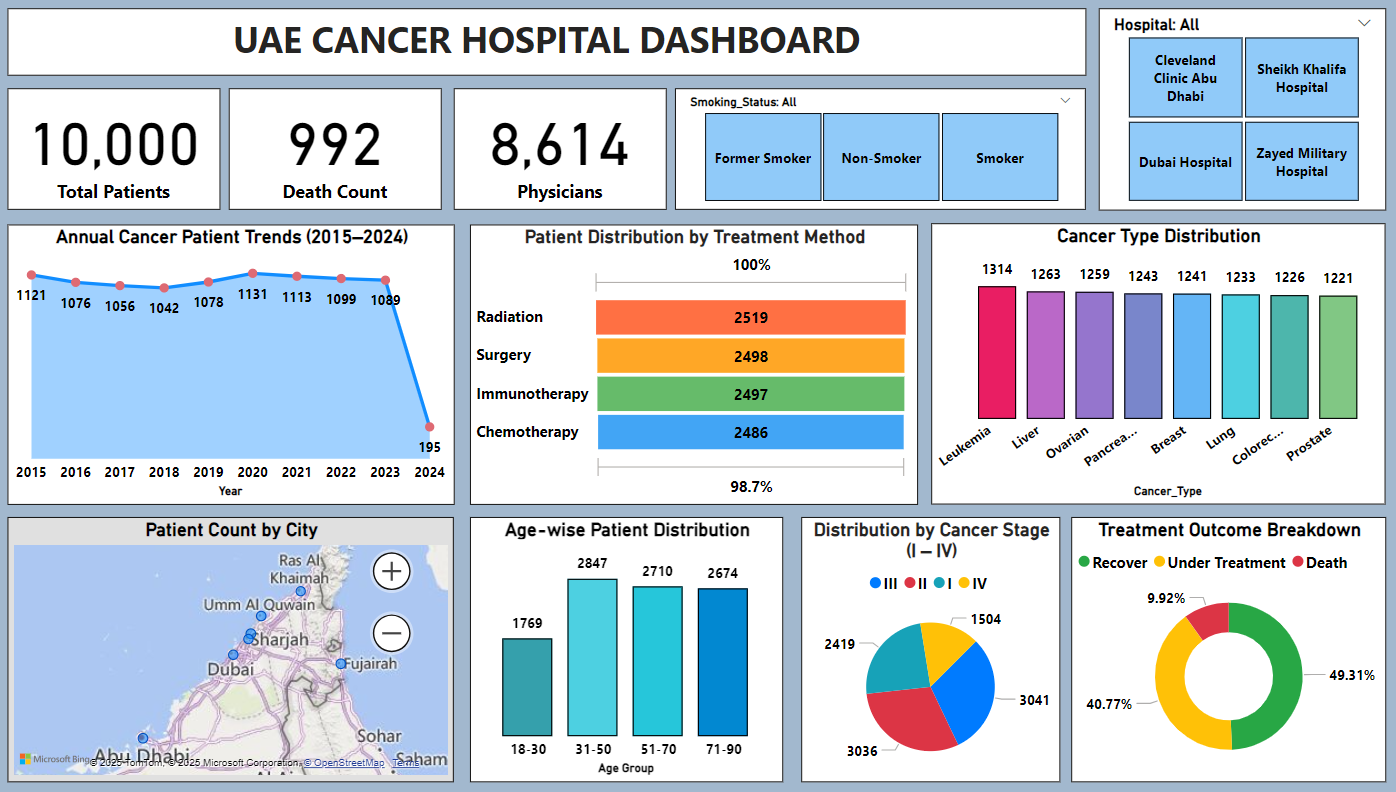 UAE CANCER HOSPITAL DASHBOARD
Hospital: All
Cleveland
Clinic Abu
Dhabi
Sheikh Khalifa
Hospital
Dubai Hospital
Zayed Military
Hospital
10,000
Total Patients
992
Death Count
8,614
Physicians
Smoking_Status: All
Former Smoker
Non-Smoker
Smoker
Annual Cancer Patient Trends (2015–2024)
1121 1076 1056 1042 1078 1131 1113 1099 1089 195
2015 2016 2017 2018 2019 2020 2021 2022 2023 2024
Year
Patient Distribution by Treatment Method
100%
Radiation 2519
Surgery 2498
Immunotherapy 2497
Chemotherapy 2486
98.7%
Cancer Type Distribution
1314 1263 1259 1243 1241 1233 1226 1221
Leukemia Liver Ovarian Pancrea... Breast Lung Colorec... Prostate
Cancer_Type
Patient Count by City
Ras Al
Khaimah
Umm Al Quwain
Sharjah
Dubai
Fujairah
Sohar
Abu Dhabi
Saham
Microsoft Bing
© 2025 TomTom, © 2025 Microsoft Corporation, © OpenStreetMap Terms
Age-wise Patient Distribution
1769 2847 2710 2674
18-30 31-50 51-70 71-90
Age Group
Distribution by Cancer Stage
(I – IV)
III II I IV
1504
2419
3041
3036
Treatment Outcome Breakdown
Recover Under Treatment Death
9.92%
49.31%
40.77%